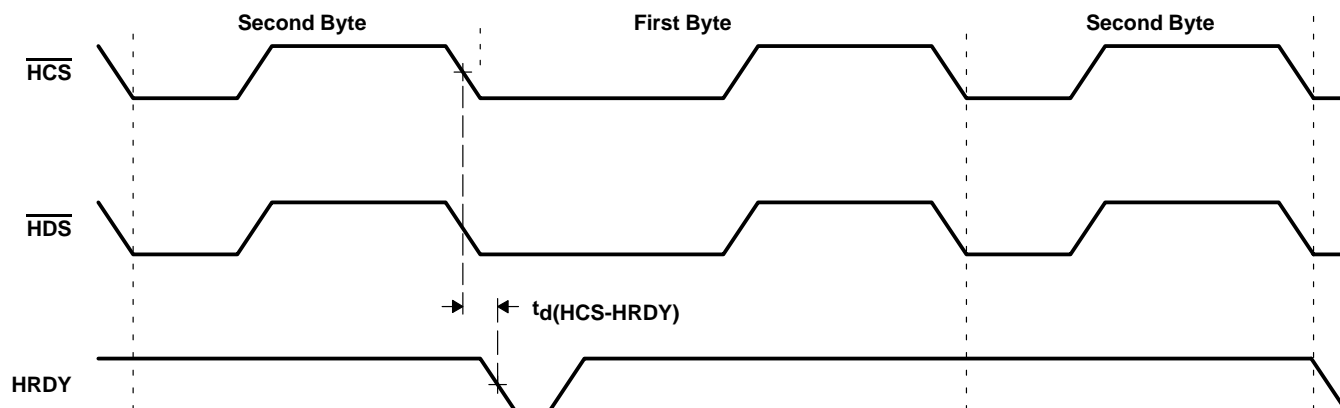 Second Byte First Byte Second Byte
HCS
HDS
td(HCS-HRDY)
HRDY